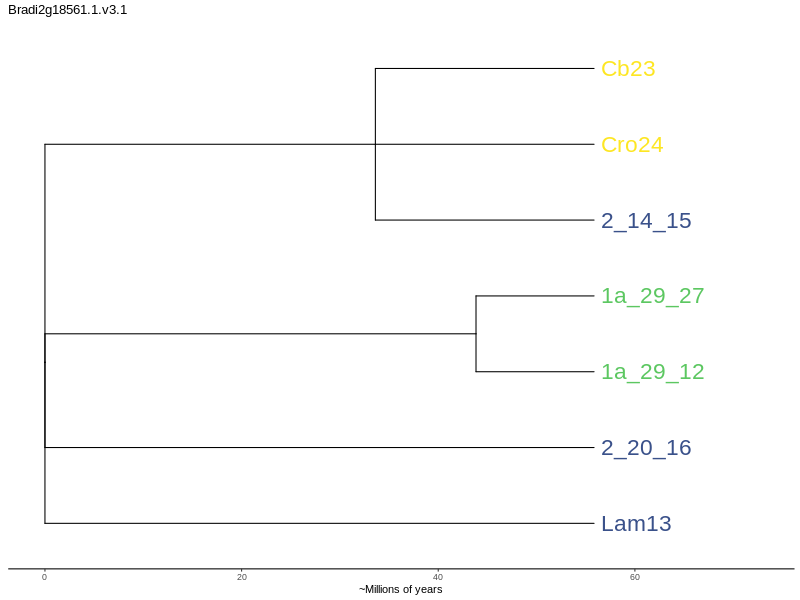 Bradi2g18561.1.v3.1
Cb23
Cro24
2_14_15
1a_29_27
1a_29_12
2_20_16
Lam13
0 20 40 60
~Millions of years